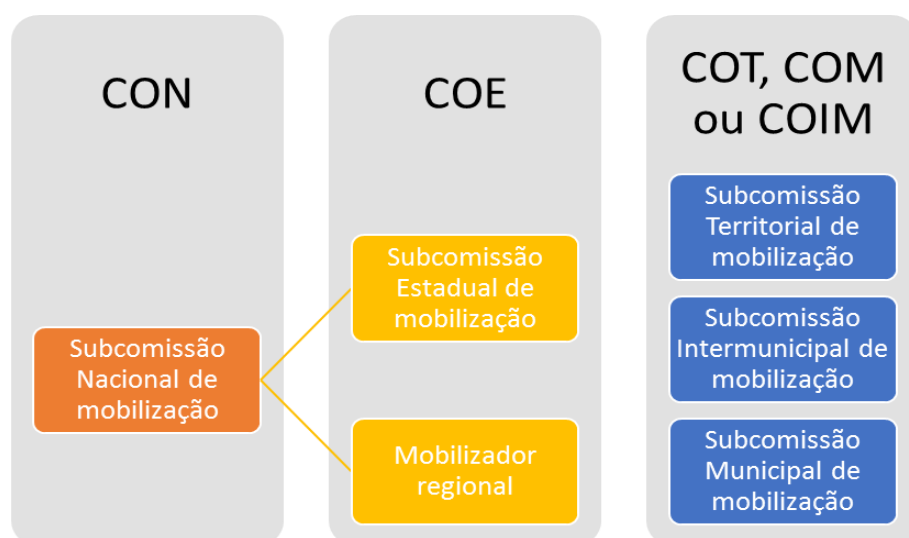 CON
Subcomissão
Nacional de
mobilização
COE
Subcomissão
Estadual de
mobilização
Mobilizador
regional
COT, COM
ou COIM
Subcomissão
Territorial de
mobilização
Subcomissão
Intermunicipal de
mobilização
Subcomissão
Municipal de
mobilização